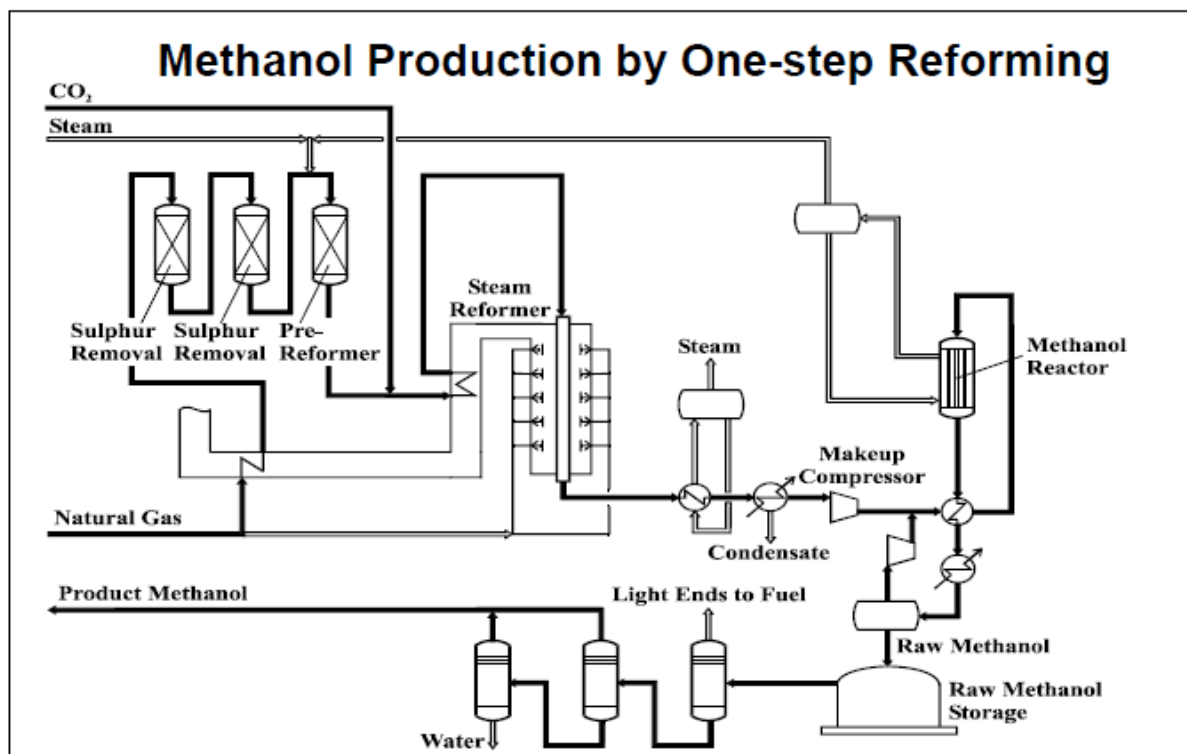 Methanol Production by One-step Reforming
CO₂
Steam
Steam
Reformer
Sulphur
Removal
Sulphur
Removal
Pre–
Reformer
Steam
Methanol
Reactor
Makeup
Compressor
Natural Gas
Condensate
Product Methanol
Light Ends to Fuel
Raw Methanol
Raw Methanol
Storage
Water